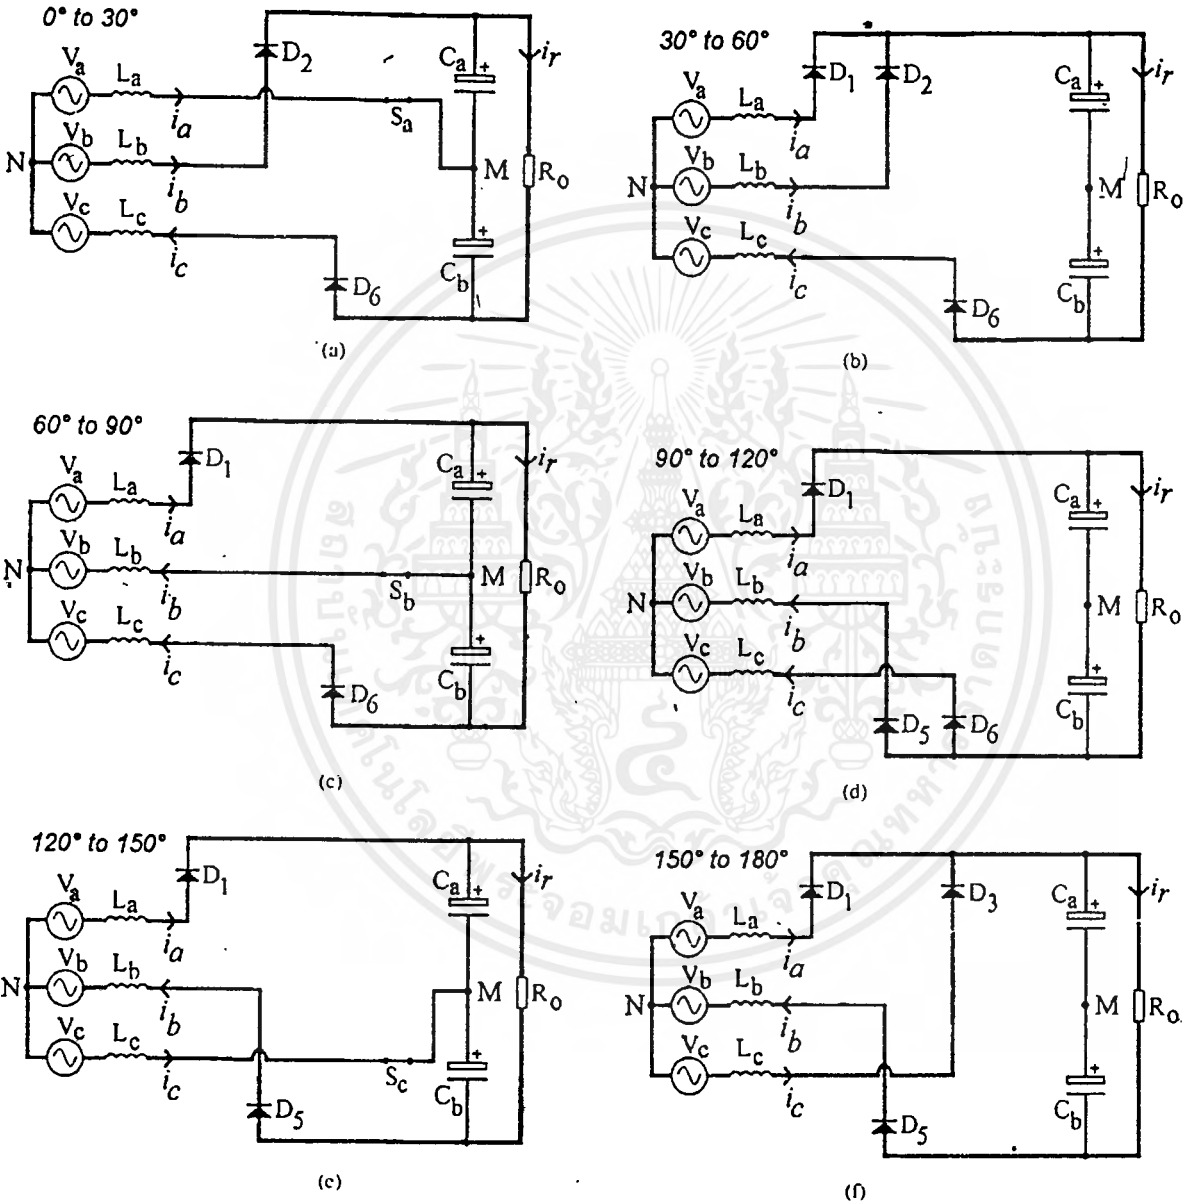 0° to 30°
Va
La
ia
Sa
Vb
Lb
ib
N
Vc
Lc
ic
D2
D6
Ca
+
M
Cb
+
ir
Ro
(a)
30° to 60°
Va
La
ia
Vb
Lb
ib
N
Vc
Lc
ic
D1
D2
D6
Ca
+
M
Cb
+
ir
Ro
(b)
60° to 90°
Va
La
ia
Vb
Lb
ib
Sb
N
Vc
Lc
ic
D1
D6
Ca
+
M
Cb
+
ir
Ro
(c)
90° to 120°
Va
La
ia
Vb
Lb
ib
N
Vc
Lc
ic
D1
D5
D6
Ca
+
M
Cb
+
ir
Ro
(d)
120° to 150°
Va
La
ia
Vb
Lb
ib
N
Vc
Lc
ic
Sc
D1
D5
Ca
+
M
Cb
+
ir
Ro
(e)
150° to 180°
Va
La
ia
Vb
Lb
ib
N
Vc
Lc
ic
D1
D3
D5
Ca
+
M
Cb
+
ir
Ro
(f)